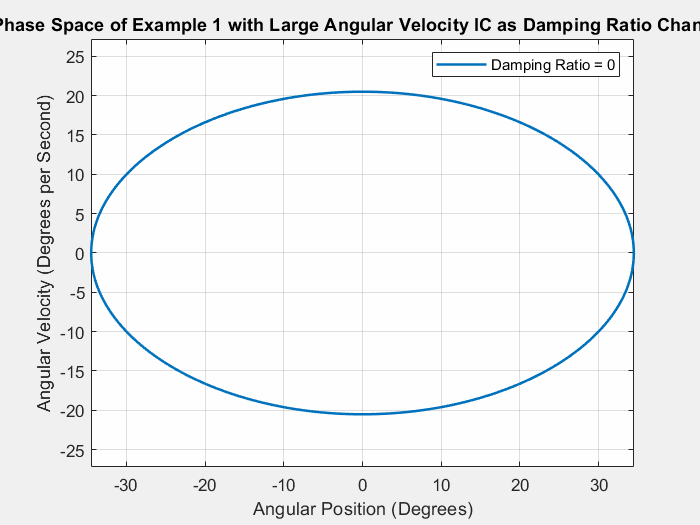 Phase Space of Example 1 with Large Angular Velocity IC as Damping Ratio Chan
Damping Ratio = 0
25
20
15
10
5
0
-5
-10
-15
-20
-25
Angular Velocity (Degrees per Second)
-30 -20 -10 0 10 20 30
Angular Position (Degrees)